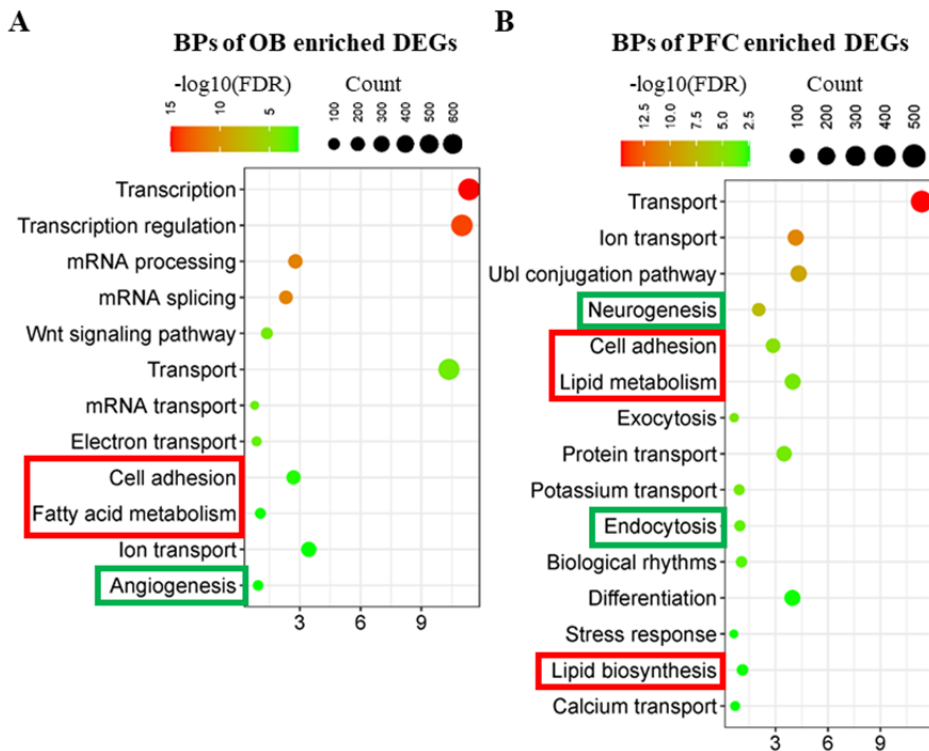 A
BPs of OB enriched DEGs
-log10(FDR)
Count
15
10
5
100
200
300
400
500
600
Transcription
Transcription regulation
mRNA processing
mRNA splicing
Wnt signaling pathway
Transport
mRNA transport
Electron transport
Cell adhesion
Fatty acid metabolism
Ion transport
Angiogenesis
3
6
9
B
BPs of PFC enriched DEGs
-log10(FDR)
Count
12.5
10.0
7.5
5.0
2.5
100
200
300
400
500
Transport
Ion transport
Ubl conjugation pathway
Neurogenesis
Cell adhesion
Lipid metabolism
Exocytosis
Protein transport
Potassium transport
Endocytosis
Biological rhythms
Differentiation
Stress response
Lipid biosynthesis
Calcium transport
3
6
9